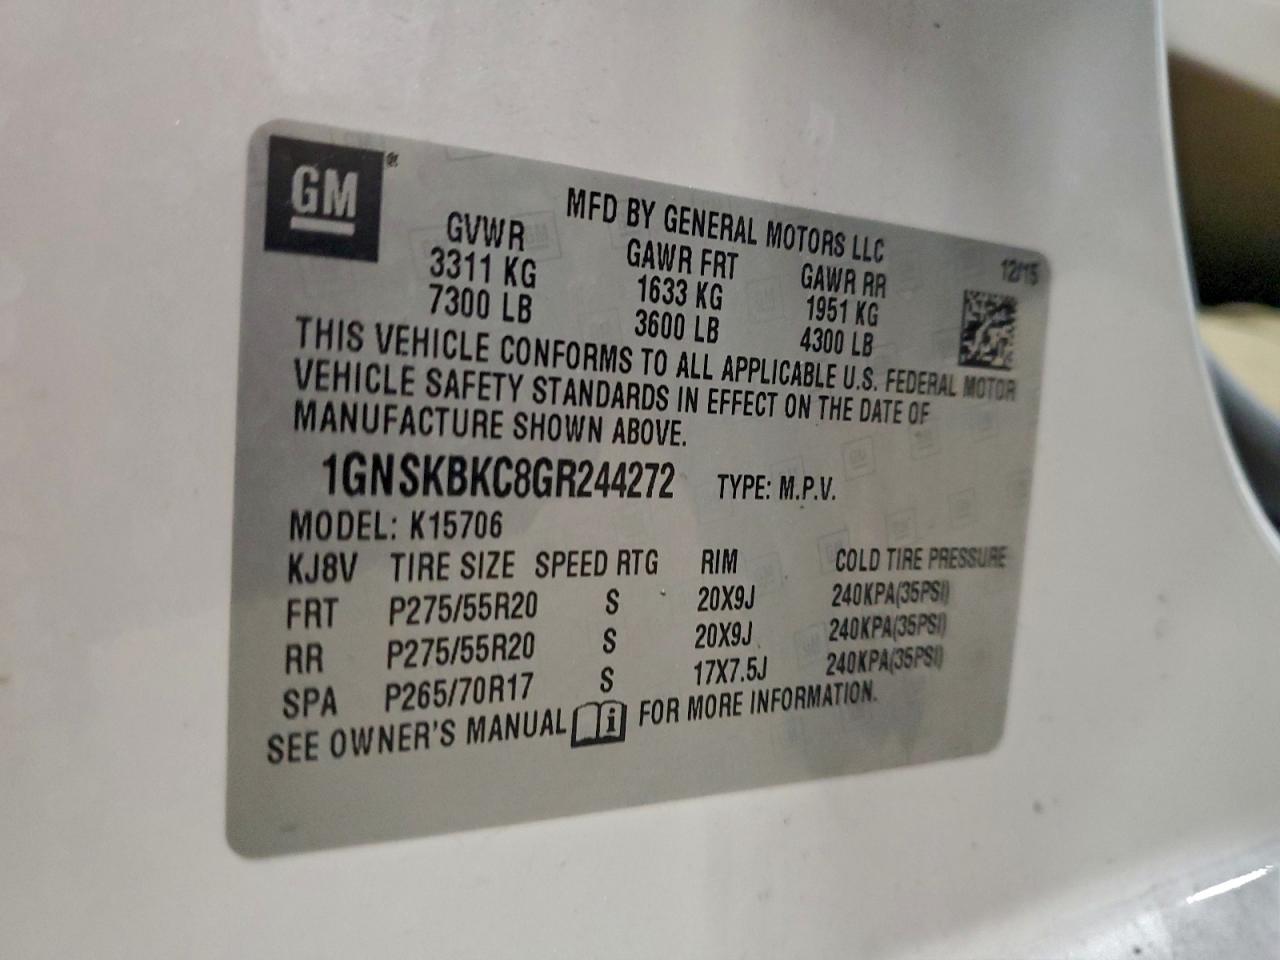 GM ®
MFD BY GENERAL MOTORS LLC
12/15
GVWR GAWR FRT GAWR RR
3311 KG 1633 KG 1951 KG
7300 LB 3600 LB 4300 LB
THIS VEHICLE CONFORMS TO ALL APPLICABLE U.S. FEDERAL MOTOR
VEHICLE SAFETY STANDARDS IN EFFECT ON THE DATE OF
MANUFACTURE SHOWN ABOVE.
1GNSKBKC8GR244272 TYPE: M.P.V.
MODEL: K15706
KJ8V TIRE SIZE SPEED RTG RIM COLD TIRE PRESSURE
FRT P275/55R20 S 20X9J 240KPA(35PSI)
RR P275/55R20 S 20X9J 240KPA(35PSI)
SPA P265/70R17 S 17X7.5J 240KPA(35PSI)
SEE OWNER'S MANUAL i FOR MORE INFORMATION.